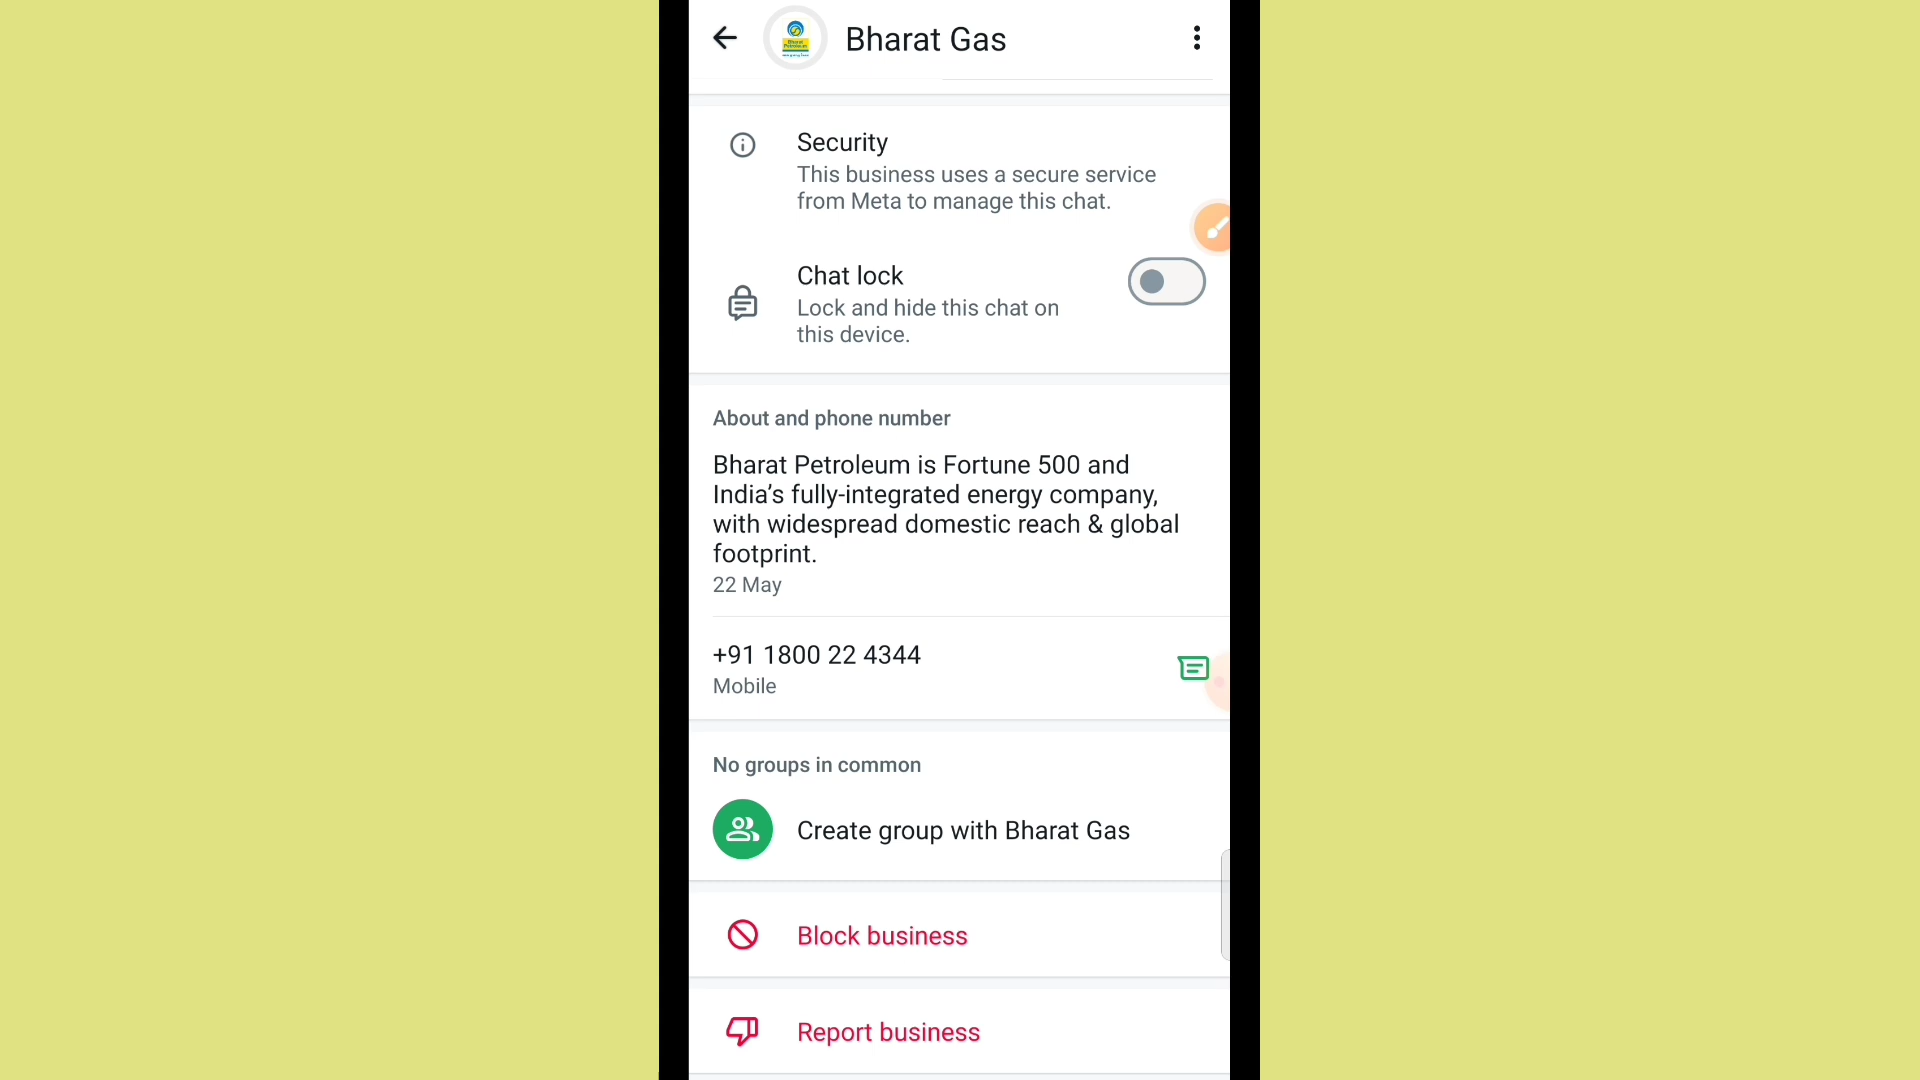 Bharat Gas
Security
This business uses a secure service
from Meta to manage this chat.
Chat lock
Lock and hide this chat on
this device.
About and phone number
Bharat Petroleum is Fortune 500 and
India’s fully-integrated energy company,
with widespread domestic reach & global
footprint.
22 May
+91 1800 22 4344
Mobile
No groups in common
Create group with Bharat Gas
Block business
Report business